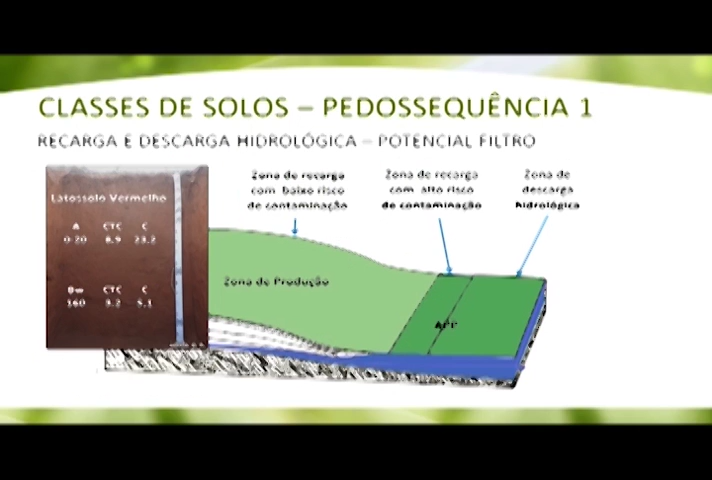 CLASSES DE SOLOS – PEDOSSEQUÊNCIA 1
RECARGA E DESCARGA HIDROLÓGICA – POTENCIAL FILTRO
Latossolo Vermelho
A CTC C
0-20 8,9 23,2
Bw CTC C
160 3,2 5,1
Zona de recarga
com baixo risco
de contaminação
Zona de recarga
com alto risco
de contaminação
Zona de
descarga
hidrológica
Zona de Produção
APP